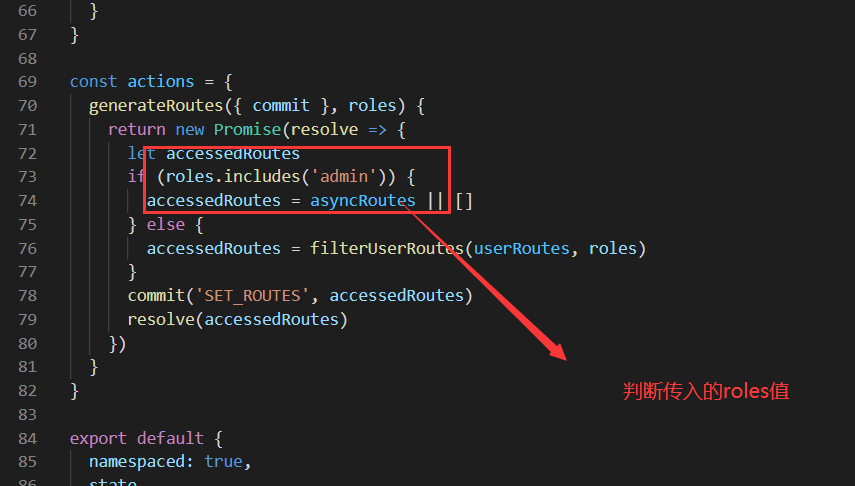 66 }
67 }
68
69 const actions = {
70 generateRoutes({ commit }, roles) {
71 return new Promise(resolve => {
72 let accessedRoutes
73 if (roles.includes('admin')) {
74 accessedRoutes = asyncRoutes || []
75 } else {
76 accessedRoutes = filterUserRoutes(userRoutes, roles)
77 }
78 commit('SET_ROUTES', accessedRoutes)
79 resolve(accessedRoutes)
80 })
81 }
82 }
判断传入的roles值
83
84 export default {
85 namespaced: true,
86 state